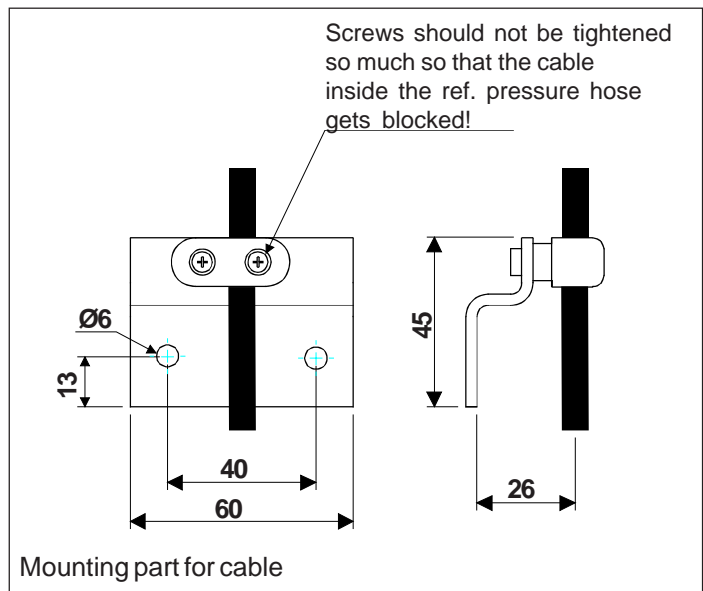 Screws should not be tightened
so much so that the cable
inside the ref. pressure hose
gets blocked!
Ø6
13
40
60
45
26
Mounting part for cable